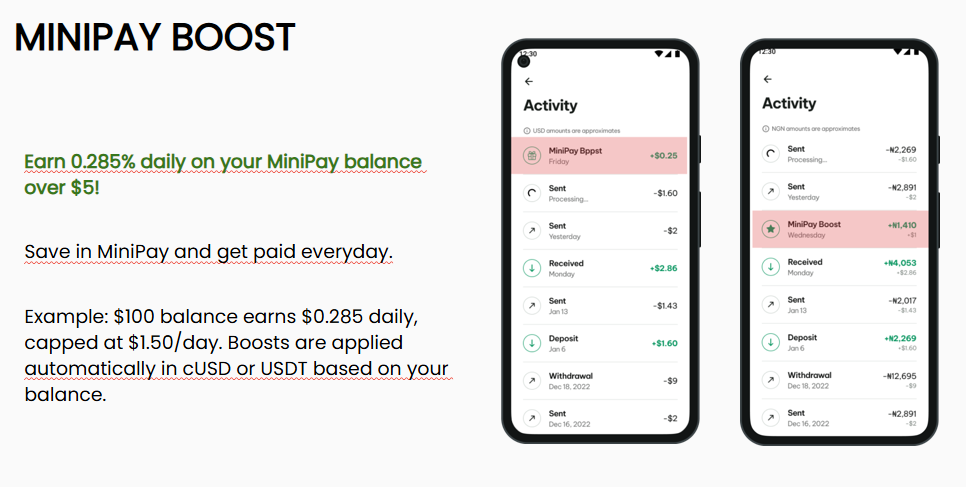 MINIPAY BOOST
Earn 0.285% daily on your MiniPay balance
over $5!
Save in MiniPay and get paid everyday.
Example: $100 balance earns $0.285 daily,
capped at $1.50/day. Boosts are applied
automatically in cUSD or USDT based on your
balance.
12:30
Activity
USD amounts are approximates
MiniPay Bppst
+$0.25
Friday
Sent
-$1.60
Processing...
Sent
-$2
Yesterday
Received
+$2.86
Monday
Sent
-$1.43
Jan 13
Deposit
+$1.60
Jan 6
Withdrawal
-$9
Dec 18, 2022
Sent
-$2
Dec 16, 2022
12:30
Activity
NGN amounts are approximates
Sent
-₦2,269
Processing...
-$1.60
Sent
-₦2,891
Yesterday
-$2
MiniPay Boost
+₦1,410
Wednesday
-$1
Received
+₦4,053
Monday
+$2.86
Sent
-₦2,017
Jan 13
-$1.43
Deposit
+₦2,269
Jan 6
+$1.60
Withdrawal
-₦12,695
Dec 18, 2022
-$9
Sent
-₦2,891
Dec 16, 2022
-$2